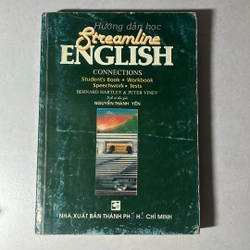 Hướng dẫn học
Streamline
ENGLISH
CONNECTIONS
Student's Book • Workbook
Speechwork • Tests
BERNARD HARTLEY & PETER VINEY
NGUYỄN THÀNH YẾN
NHÀ XUẤT BẢN THÀNH PHỐ HỒ CHÍ MINH